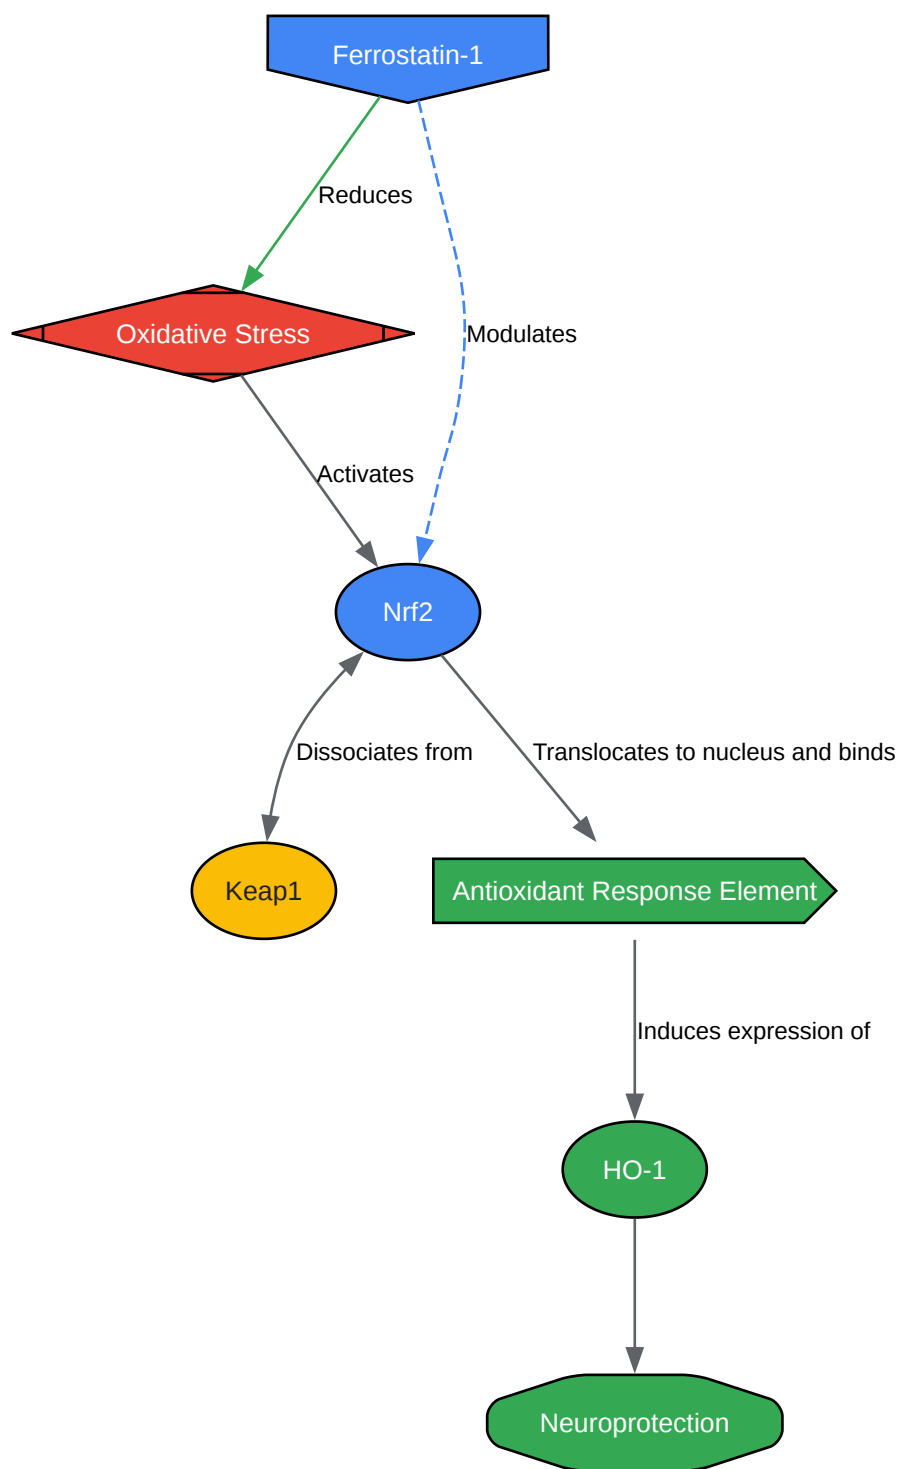 Ferrostatin-1
Reduces
Oxidative Stress
Modulates
Activates
Nrf2
Dissociates from
Translocates to nucleus and binds
Keap1
Antioxidant Response Element
Induces expression of
HO-1
Neuroprotection